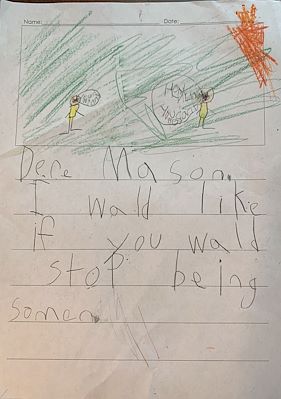 Name:
Date:
Dere Mason.
I wald like
if you wald
stop being
somen